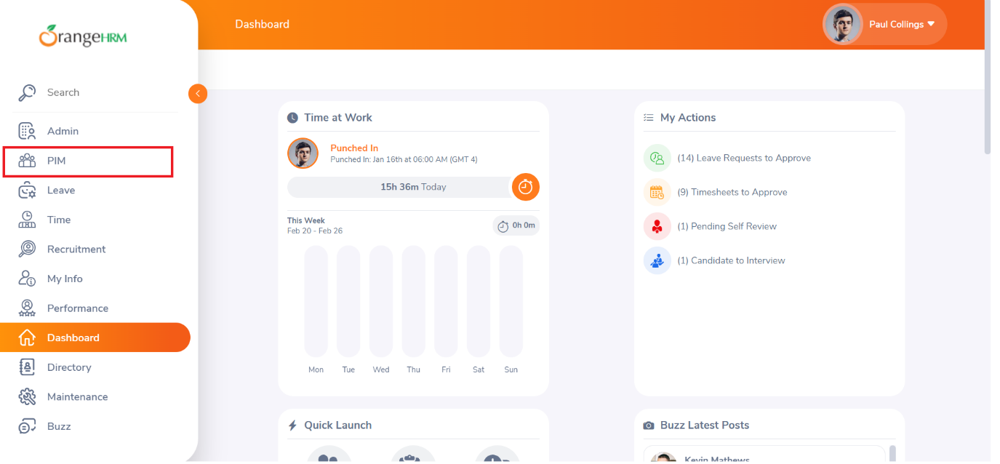 OrangeHRM
Dashboard
Paul Collings
Search
Admin
PIM
Leave
Time
Recruitment
My Info
Performance
Dashboard
Directory
Maintenance
Buzz
Time at Work
Punched In
Punched In: Jan 16th at 06:00 AM (GMT 4)
15h 36m Today
This Week
Feb 20 - Feb 26
0h 0m
Mon Tue Wed Thu Fri Sat Sun
My Actions
(14) Leave Requests to Approve
(9) Timesheets to Approve
(1) Pending Self Review
(1) Candidate to Interview
Quick Launch
Buzz Latest Posts
Kevin Mathews